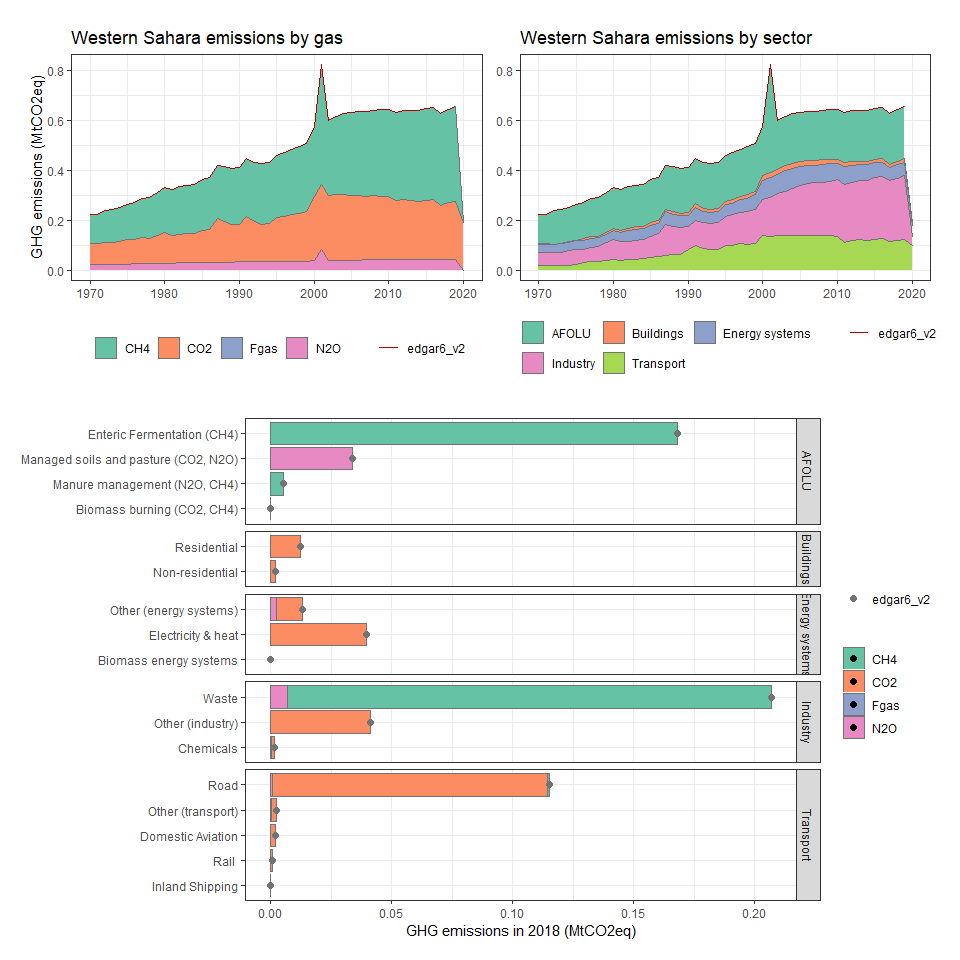 Western Sahara emissions by gas
GHG emissions (MtCO2eq)
0.8
0.6
0.4
0.2
0.0
1970 1980 1990 2000 2010 2020
CH4 CO2 Fgas N2O edgar6_v2
Western Sahara emissions by sector
0.8
0.6
0.4
0.2
0.0
1970 1980 1990 2000 2010 2020
AFOLU Buildings Energy systems edgar6_v2
Industry Transport
Enteric Fermentation (CH4)
Managed soils and pasture (CO2, N2O)
Manure management (N2O, CH4)
Biomass burning (CO2, CH4)
AFOLU
Residential
Non-residential
Buildings
Other (energy systems)
Electricity & heat
Biomass energy systems
Energy systems
Waste
Other (industry)
Chemicals
Industry
Road
Other (transport)
Domestic Aviation
Rail
Inland Shipping
Transport
0.00 0.05 0.10 0.15 0.20
GHG emissions in 2018 (MtCO2eq)
edgar6_v2
CH4
CO2
Fgas
N2O